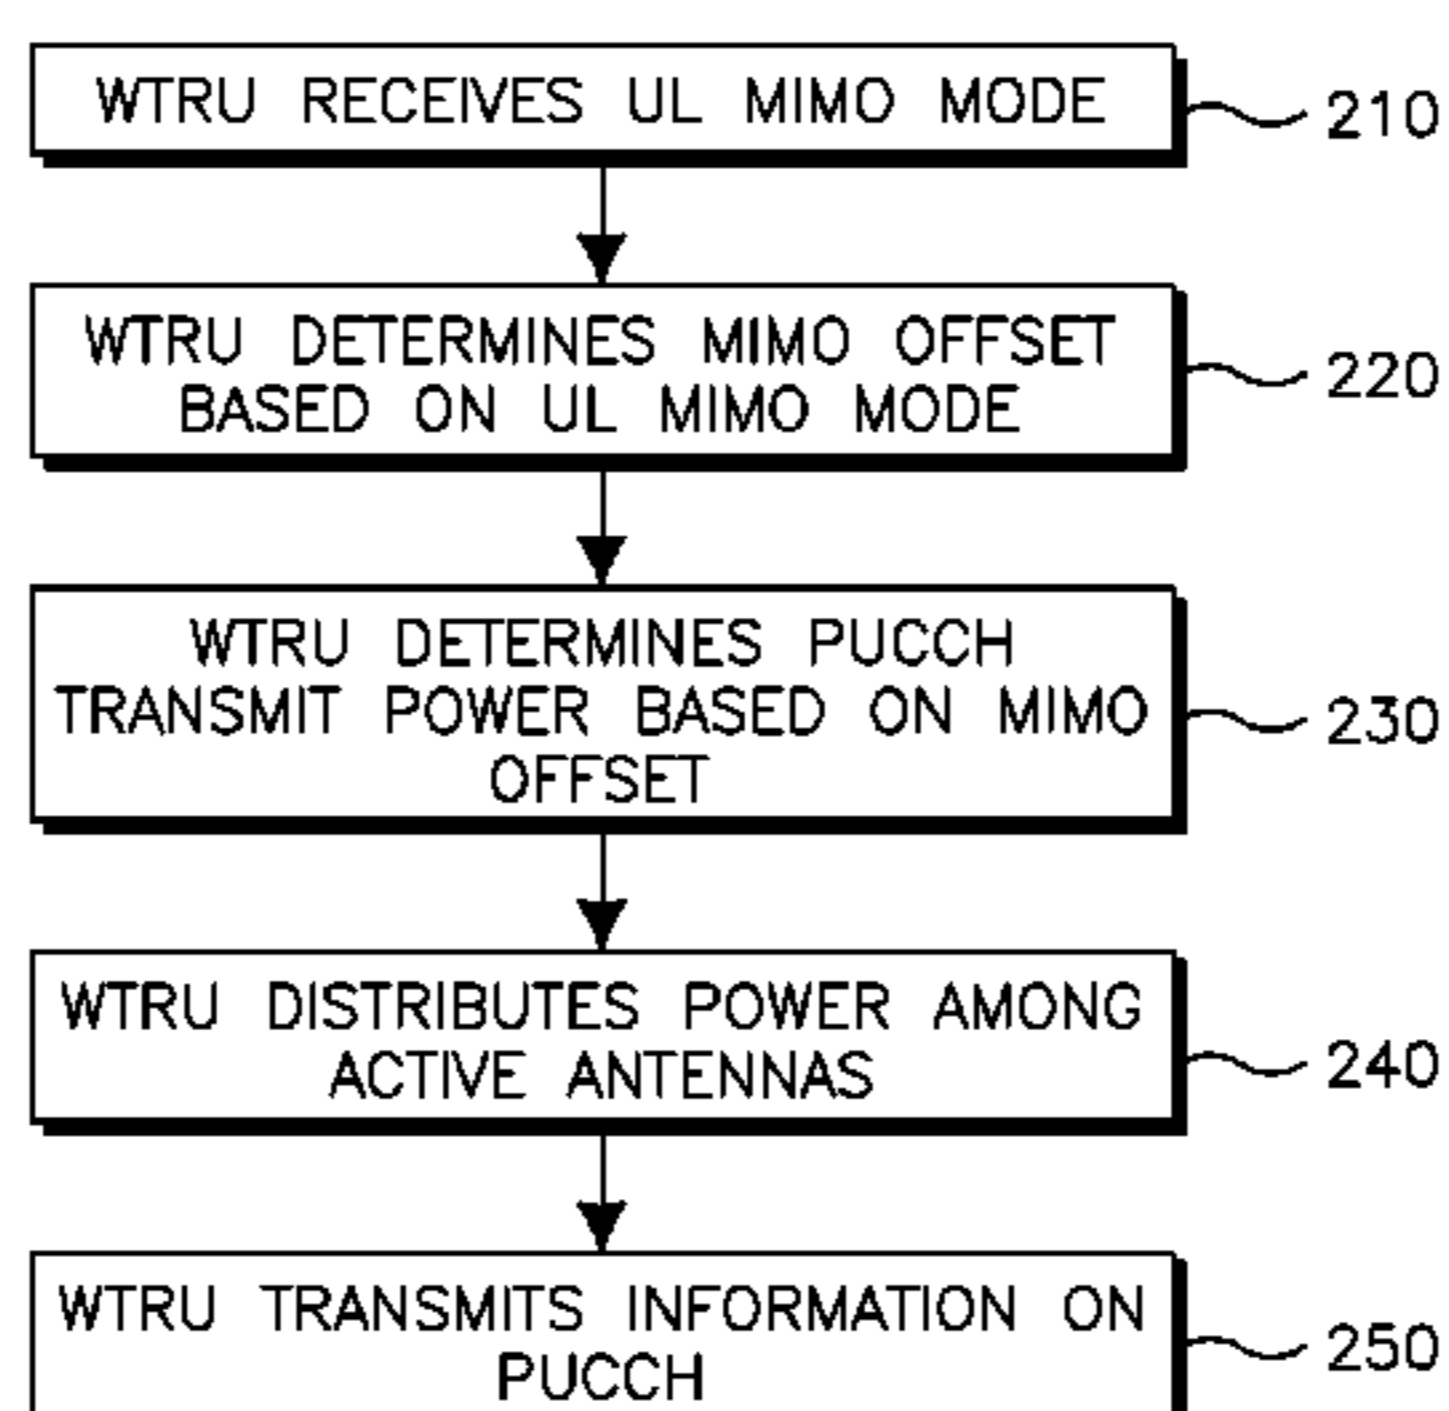 WTRU RECEIVES UL MIMO MODE
210
WTRU DETERMINES MIMO OFFSET
BASED ON UL MIMO MODE
220
WTRU DETERMINES PUCCH
TRANSMIT POWER BASED ON MIMO
OFFSET
230
WTRU DISTRIBUTES POWER AMONG
ACTIVE ANTENNAS
240
WTRU TRANSMITS INFORMATION ON
PUCCH
250